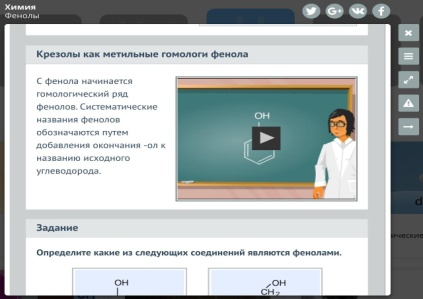 Химия
Фенолы
Крезолы как метильные гомологи фенола
С фенола начинается
гомологический ряд
фенолов. Систематические
названия фенолов
обозначаются путем
добавления окончания -ол к
названию исходного
углеводорода.
OH
Задание
Определите какие из следующих соединений являются фенолами.
OH
OH
CH₂